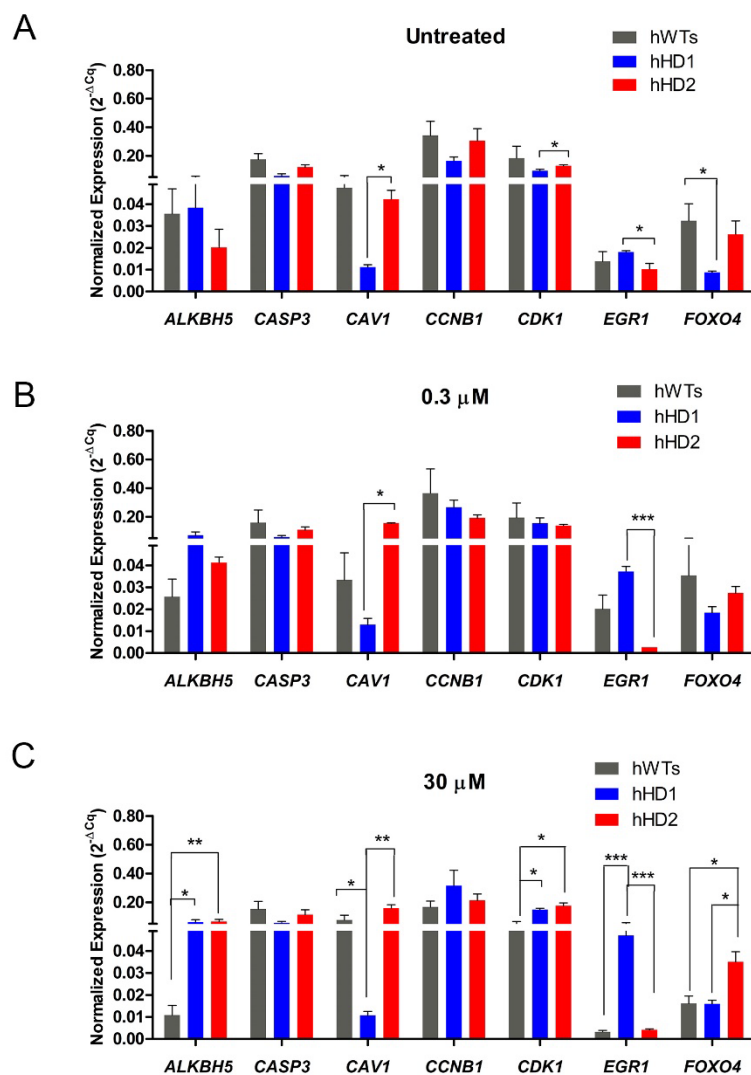 A
Untreated
hWTs
hHD1
hHD2
Normalized Expression (2^-ΔCq)
0.80
0.60
0.40
0.20
0.04
0.03
0.02
0.01
0.00
*
*
*
*
ALKBH5 CASP3 CAV1 CCNB1 CDK1 EGR1 FOXO4
B
0.3 μM
hWTs
hHD1
hHD2
Normalized Expression (2^-ΔCq)
0.80
0.60
0.40
0.20
0.04
0.03
0.02
0.01
0.00
*
***
ALKBH5 CASP3 CAV1 CCNB1 CDK1 EGR1 FOXO4
C
30 μM
hWTs
hHD1
hHD2
Normalized Expression (2^-ΔCq)
0.80
0.60
0.40
0.20
0.04
0.03
0.02
0.01
0.00
**
*
**
*
*
*
***
***
*
*
ALKBH5 CASP3 CAV1 CCNB1 CDK1 EGR1 FOXO4